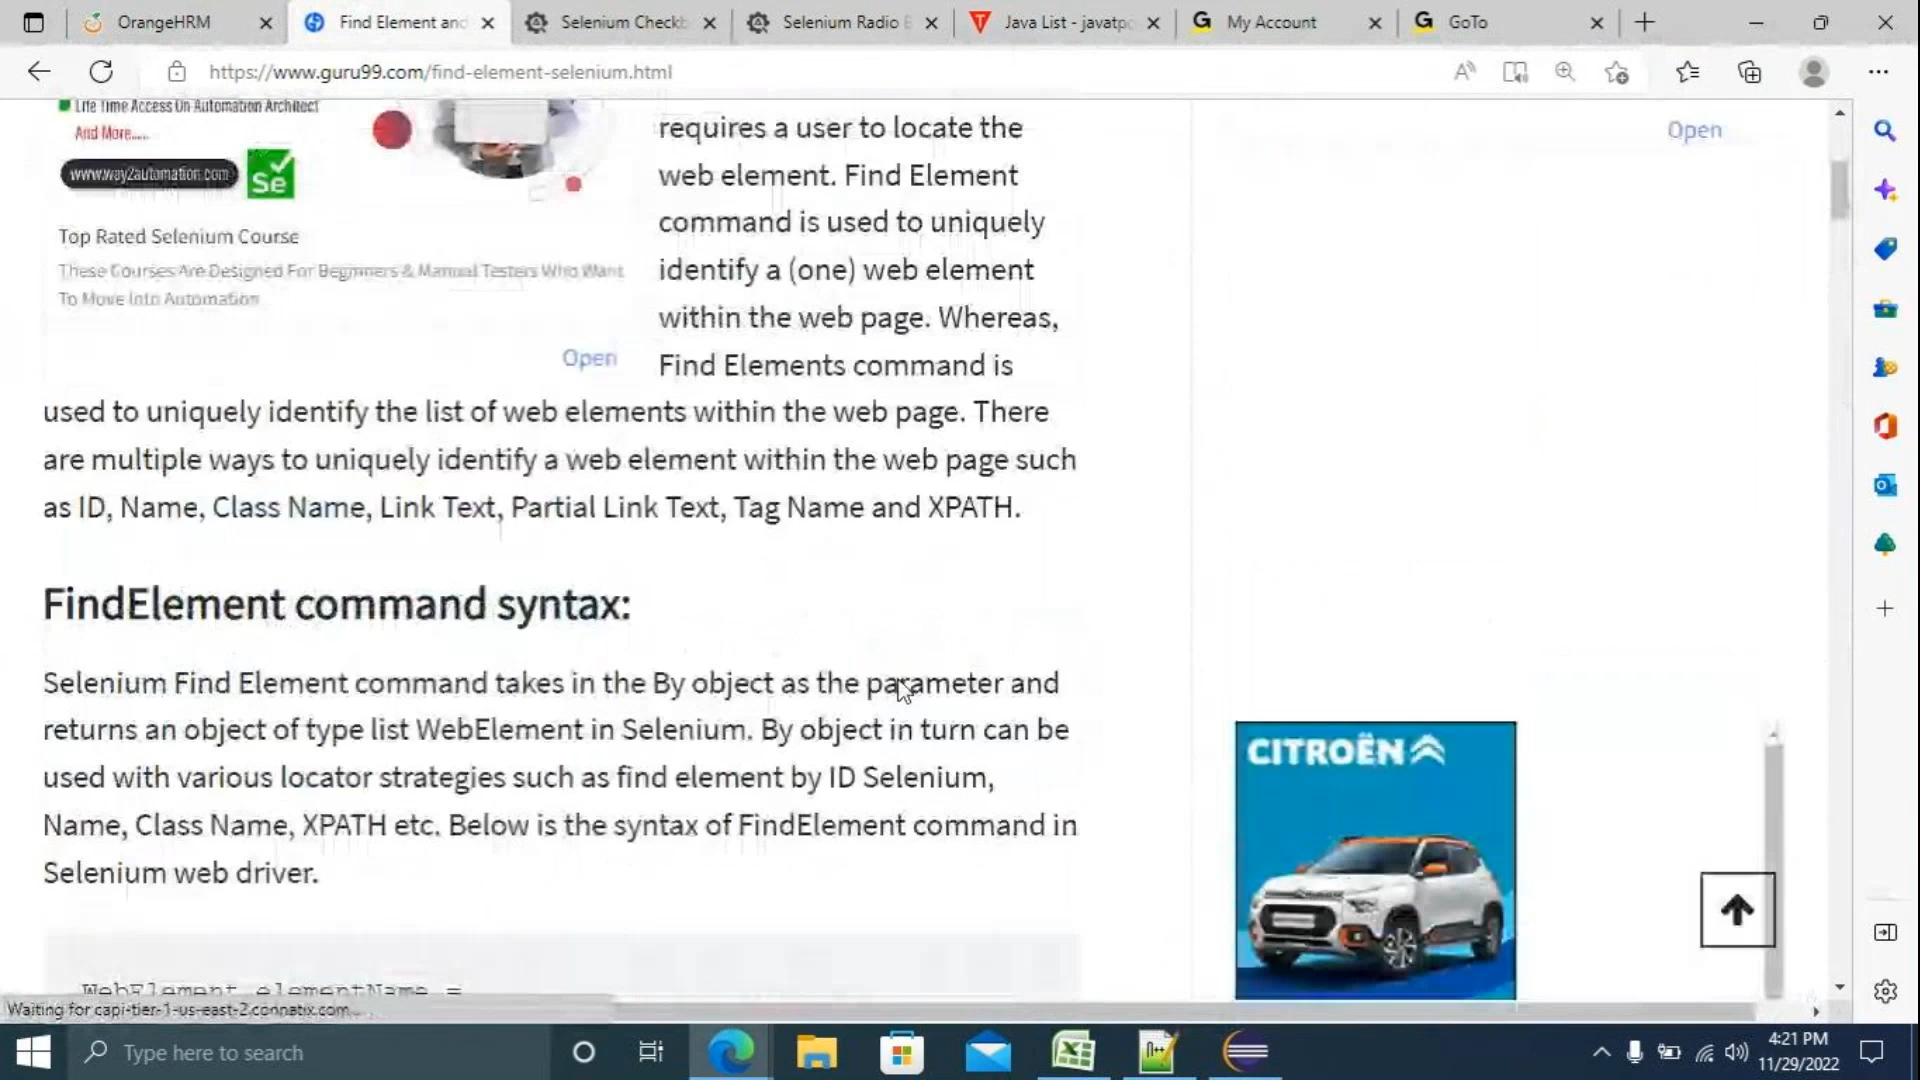 OrangeHRM
Find Element and
Selenium Checkb
Selenium Radio B
Java List - javatpo
My Account
GoTo
https://www.guru99.com/find-element-selenium.html
Life Time Access On Automation Architect
And More.....
www.way2automation.com
Se
Top Rated Selenium Course
These Courses Are Designed For Beginners & Manual Testers Who Want
To Move Into Automation
Open
requires a user to locate the
web element. Find Element
command is used to uniquely
identify a (one) web element
within the web page. Whereas,
Find Elements command is
used to uniquely identify the list of web elements within the web page. There
are multiple ways to uniquely identify a web element within the web page such
as ID, Name, Class Name, Link Text, Partial Link Text, Tag Name and XPATH.
FindElement command syntax:
Selenium Find Element command takes in the By object as the parameter and
returns an object of type list WebElement in Selenium. By object in turn can be
used with various locator strategies such as find element by ID Selenium,
Name, Class Name, XPATH etc. Below is the syntax of FindElement command in
Selenium web driver.
WebElement elementName =
Open
CITROËN
Waiting for capi-tier-1-us-east-2.connatix.com...
Type here to search
4:21 PM
11/29/2022